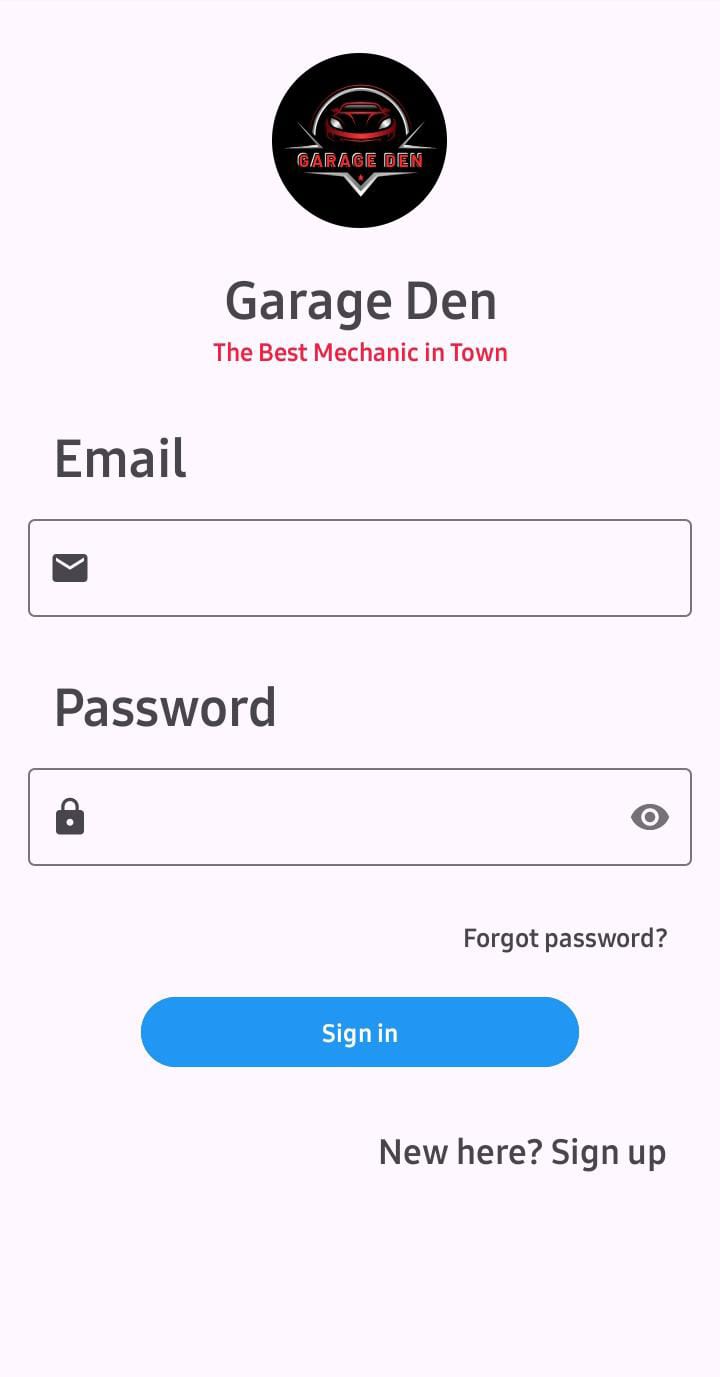 GARAGE DEN
Garage Den
The Best Mechanic in Town
Email
Password
Forgot password?
Sign in
New here? Sign up